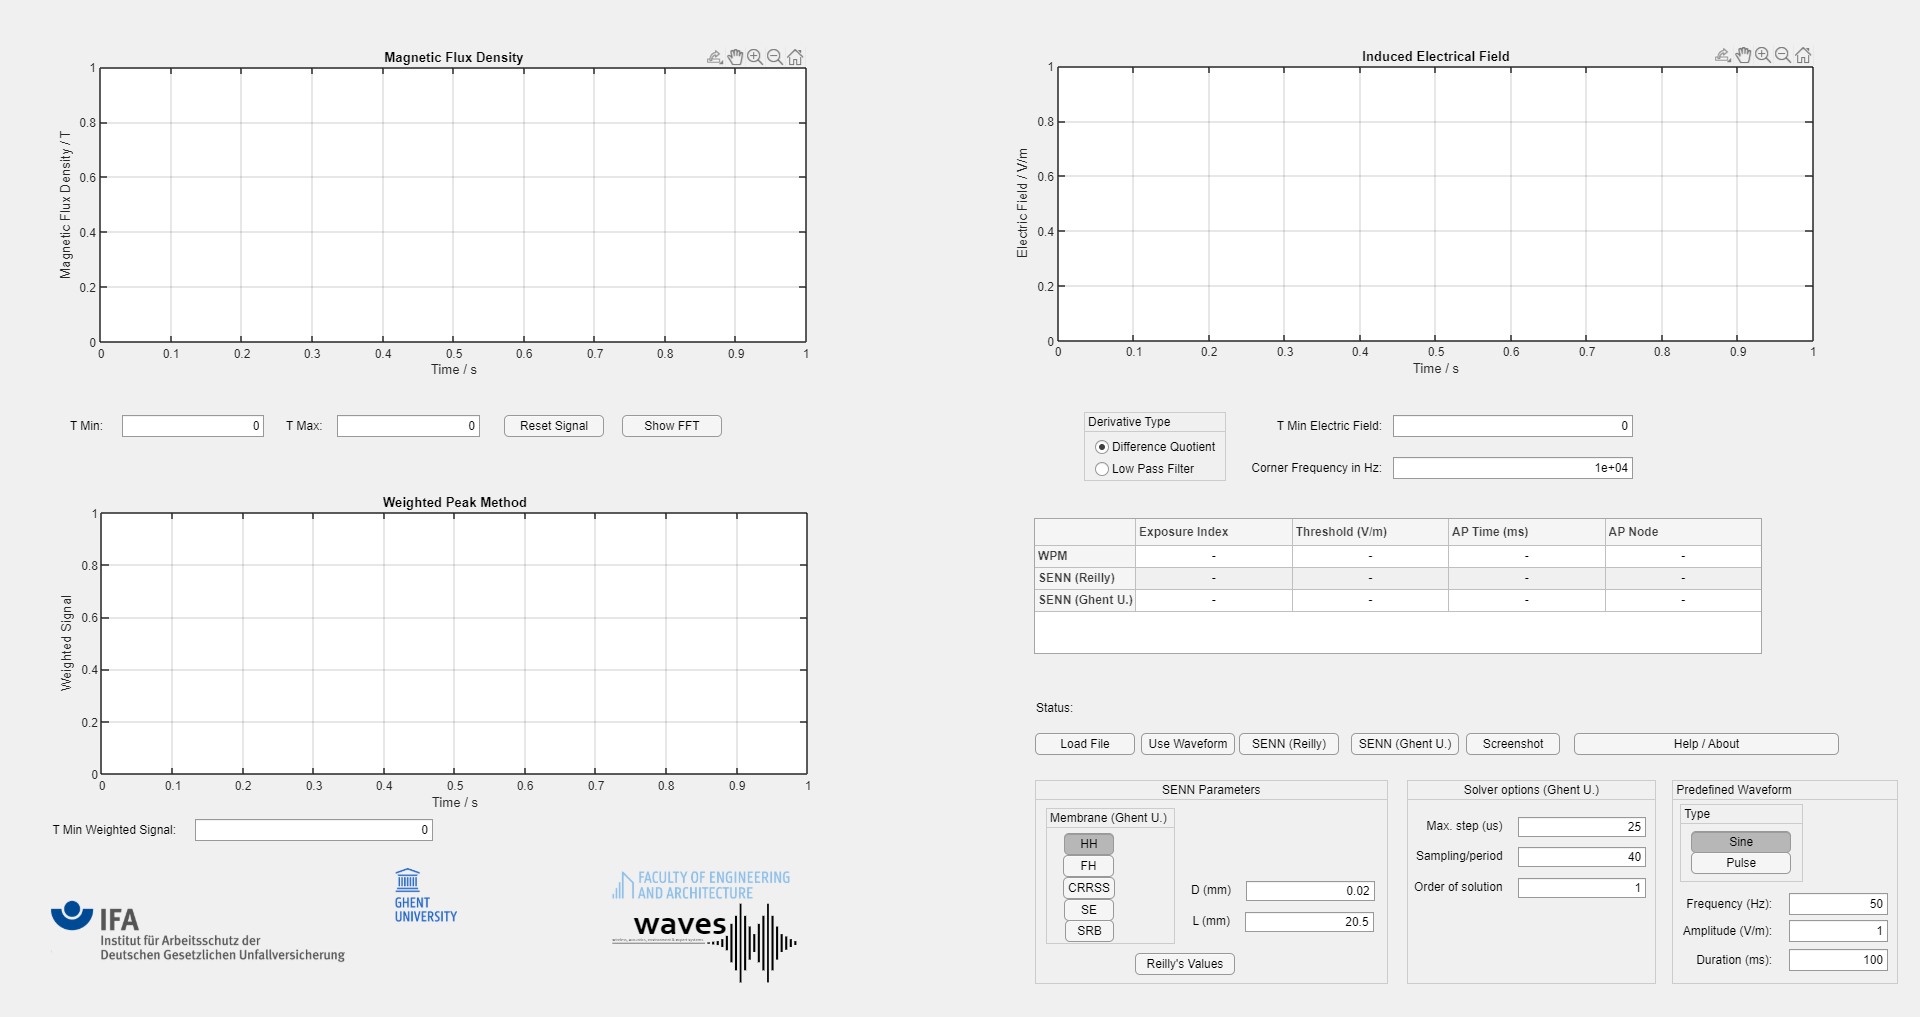 Magnetic Flux Density
Magnetic Flux Density / T
1
0.8
0.6
0.4
0.2
0
0 0.1 0.2 0.3 0.4 0.5 0.6 0.7 0.8 0.9 1
Time / s
T Min: 0 T Max: 0 Reset Signal Show FFT
Weighted Peak Method
Weighted Signal
1
0.8
0.6
0.4
0.2
0
0 0.1 0.2 0.3 0.4 0.5 0.6 0.7 0.8 0.9 1
Time / s
T Min Weighted Signal: 0
IFA
Institut für Arbeitsschutz der
Deutschen Gesetzlichen Unfallversicherung
GHENT
UNIVERSITY
FACULTY OF ENGINEERING
AND ARCHITECTURE
waves
Induced Electrical Field
Electric Field / V/m
1
0.8
0.6
0.4
0.2
0
0 0.1 0.2 0.3 0.4 0.5 0.6 0.7 0.8 0.9 1
Time / s
Derivative Type
Difference Quotient
Low Pass Filter
T Min Electric Field: 0
Corner Frequency in Hz: 1e+04
Exposure Index Threshold (V/m) AP Time (ms) AP Node
WPM - - - -
SENN (Reilly) - - - -
SENN (Ghent U.) - - - -
Status:
Load File Use Waveform SENN (Reilly) SENN (Ghent U.) Screenshot Help / About
SENN Parameters
Membrane (Ghent U.)
HH
FH
CRRSS
SE
SRB
D (mm) 0.02
L (mm) 20.5
Reilly's Values
Solver options (Ghent U.)
Max. step (us) 25
Sampling/period 40
Order of solution 1
Predefined Waveform
Type
Sine
Pulse
Frequency (Hz): 50
Amplitude (V/m): 1
Duration (ms): 100